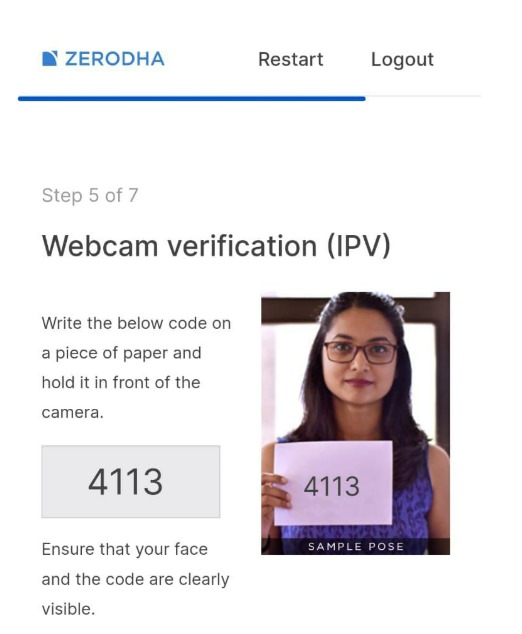 ZERODHA
Restart
Logout
Step 5 of 7
Webcam verification (IPV)
Write the below code on
a piece of paper and
hold it in front of the
camera.
4113
Ensure that your face
and the code are clearly
visible.
4113
SAMPLE POSE